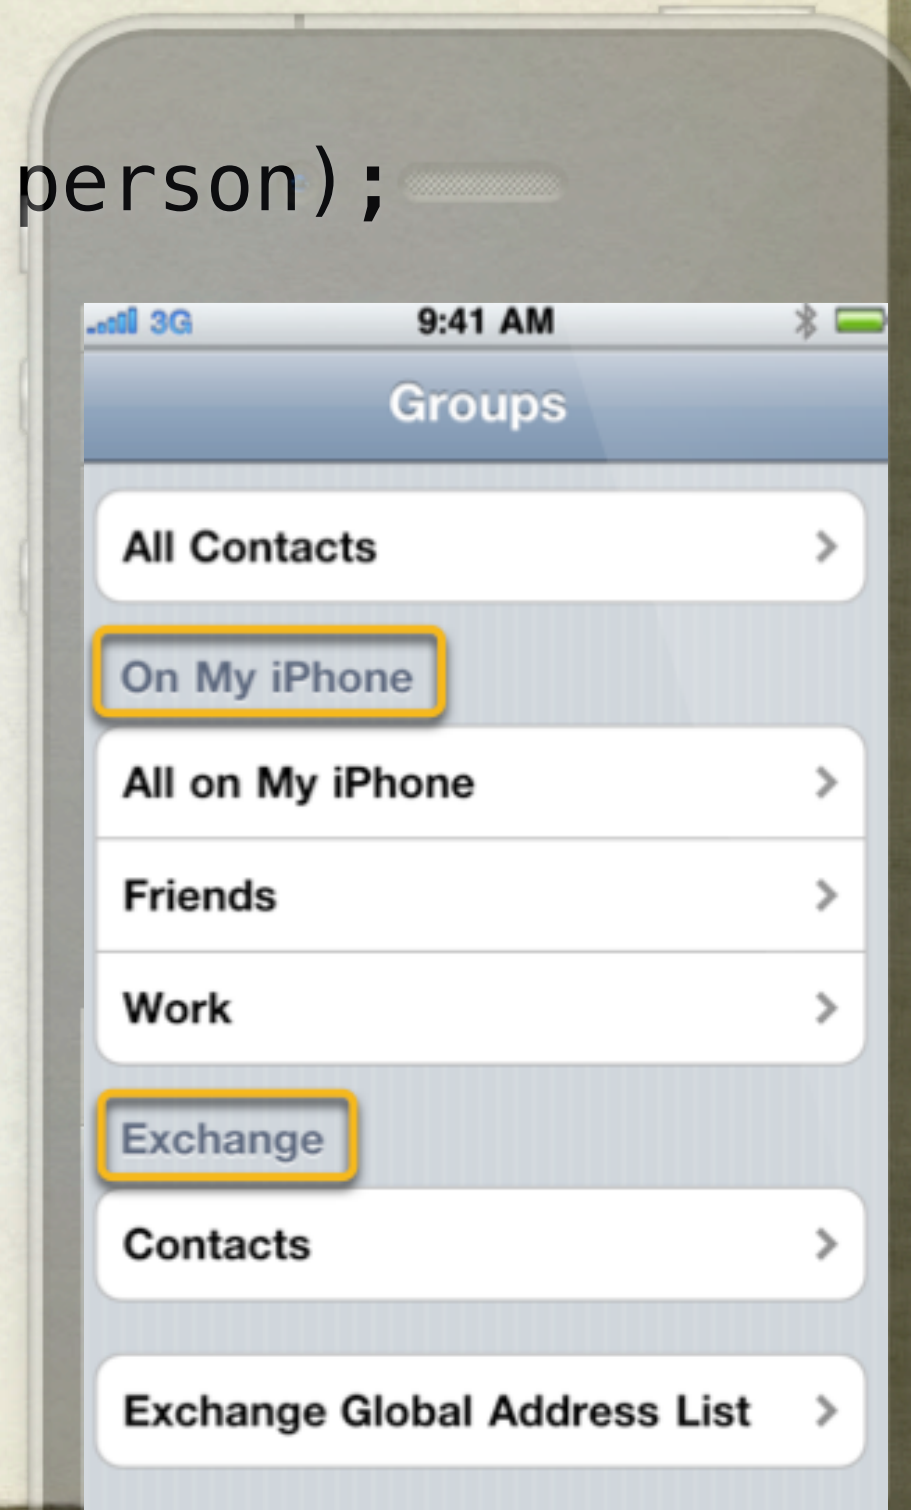 person);
3G 9:41 AM
Groups
All Contacts
On My iPhone
All on My iPhone
Friends
Work
Exchange
Contacts
Exchange Global Address List